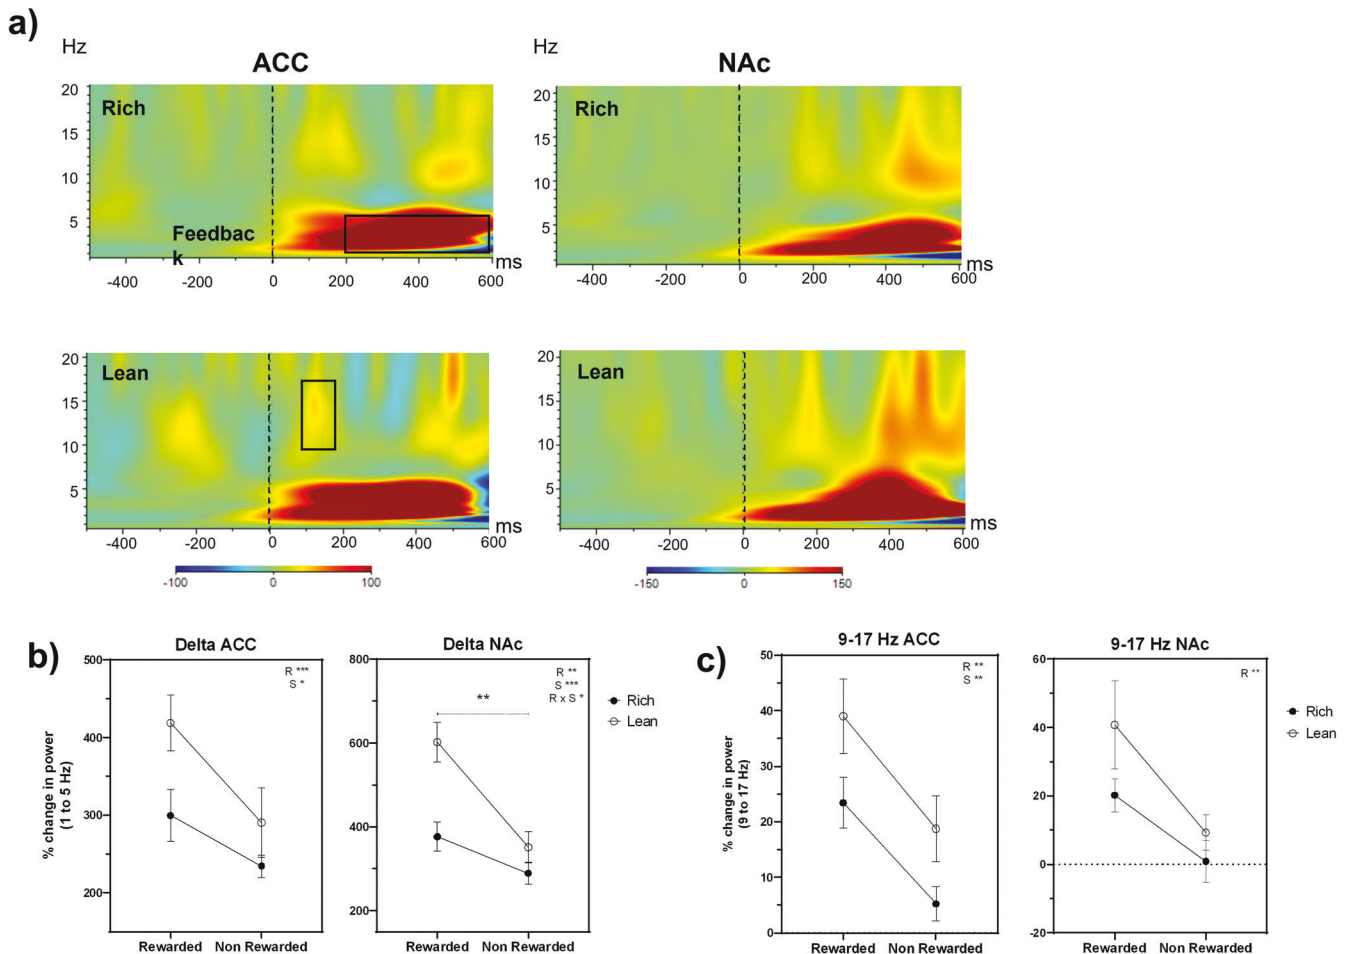 a)
Hz
ACC
Hz
NAc
20
Rich
15
10
5
Feedbac
k
ms
-400 -200 0 200 400 600
20
Rich
15
10
5
ms
-400 -200 0 200 400 600
20
Lean
15
10
5
ms
-400 -200 0 200 400 600
-100 0 100
20
Lean
15
10
5
ms
-400 -200 0 200 400 600
-150 0 150
b)
Delta ACC
R ***
S *
500
400
300
200
% change in power
(1 to 5 Hz)
Rewarded Non Rewarded
Delta NAc
R **
S ***
R x S *
**
800
600
400
200
Rewarded Non Rewarded
Rich
Lean
c)
9-17 Hz ACC
R **
S **
50
40
30
20
10
0
% change in power
(9 to 17 Hz)
Rewarded Non Rewarded
9-17 Hz NAc
R **
60
40
20
0
-20
Rewarded Non Rewarded
Rich
Lean